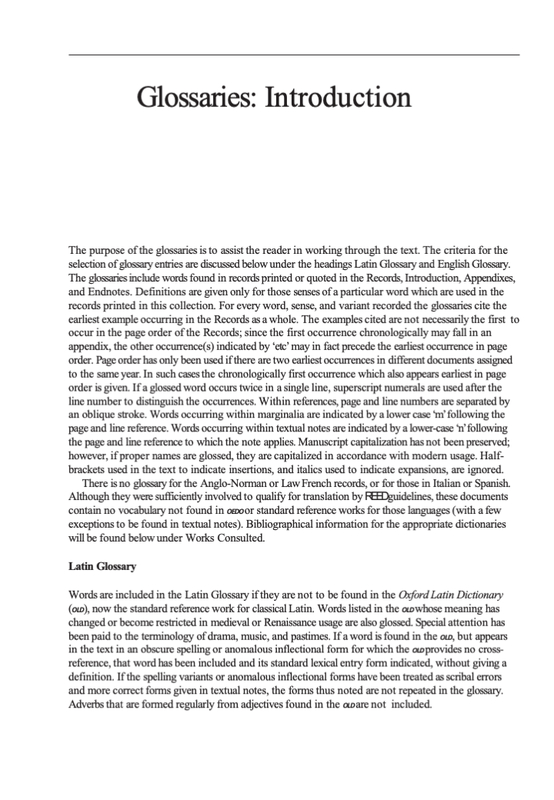 Glossaries: Introduction
The purpose of the glossaries is to assist the reader in working through the text. The criteria for the
selection of glossary entries are discussed below under the headings Latin Glossary and English Glossary.
The glossaries include words found in records printed or quoted in the Records, Introduction, Appendixes,
and Endnotes. Definitions are given only for those senses of a particular word which are used in the
records printed in this collection. For every word, sense, and variant recorded the glossaries cite the
earliest example occurring in the Records as a whole. The examples cited are not necessarily the first to
occur in the page order of the Records; since the first occurrence chronologically may fall in an
appendix, the other occurrence(s) indicated by ‘etc’ may in fact precede the earliest occurrence in page
order. Page order has only been used if there are two earliest occurrences in different documents assigned
to the same year. In such cases the chronologically first occurrence which also appears earliest in page
order is given. If a glossed word occurs twice in a single line, superscript numerals are used after the
line number to distinguish the occurrences. Within references, page and line numbers are separated by
an oblique stroke. Words occurring within marginalia are indicated by a lower case ‘m’ following the
page and line reference. Words occurring within textual notes are indicated by a lower-case ‘n’ following
the page and line reference to which the note applies. Manuscript capitalization has not been preserved;
however, if proper names are glossed, they are capitalized in accordance with modern usage. Half-
brackets used in the text to indicate insertions, and italics used to indicate expansions, are ignored.
There is no glossary for the Anglo-Norman or Law French records, or for those in Italian or Spanish.
Although they were sufficiently involved to qualify for translation by REED guidelines, these documents
contain no vocabulary not found in or standard reference works for those languages (with a few
exceptions to be found in textual notes). Bibliographical information for the appropriate dictionaries
will be found below under Works Consulted.
Latin Glossary
Words are included in the Latin Glossary if they are not to be found in the Oxford Latin Dictionary
(OLD), now the standard reference work for classical Latin. Words listed in the OLD whose meaning has
changed or become restricted in medieval or Renaissance usage are also glossed. Special attention has
been paid to the terminology of drama, music, and pastimes. If a word is found in the OLD, but appears
in the text in an obscure spelling or anomalous inflectional form for which the OLD provides no cross-
reference, that word has been included and its standard lexical entry form indicated, without giving a
definition. If the spelling variants or anomalous inflectional forms have been treated as scribal errors
and more correct forms given in textual notes, the forms thus noted are not repeated in the glossary.
Adverbs that are formed regularly from adjectives found in the OLD are not included.